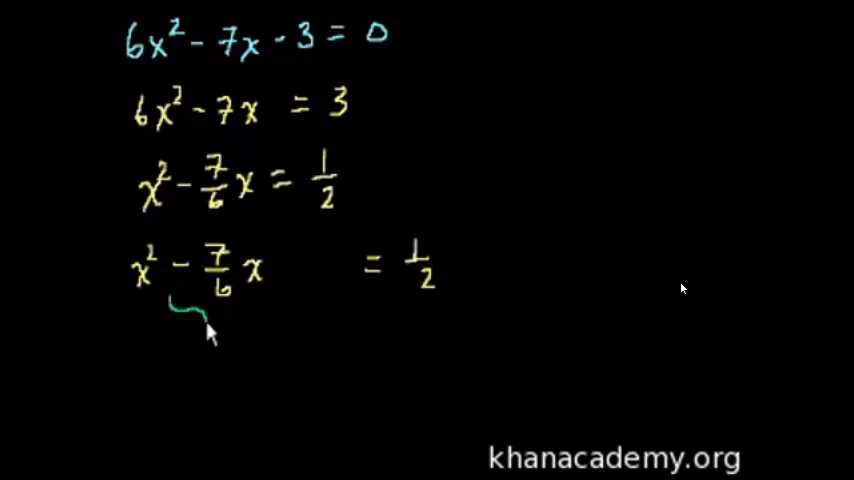 6x² - 7x - 3 = 0
6x² - 7x = 3
x² - 7/6 x = 1/2
x² - 7/6 x = 1/2
khanacademy.org